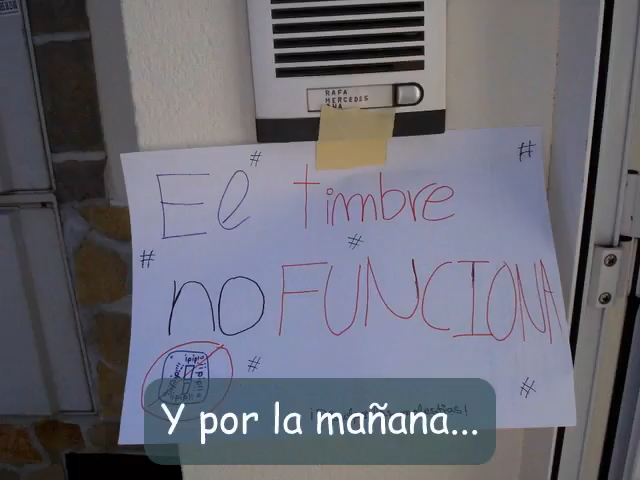 RAFA
MERCEDES
El timbre
no FUNCIONA
Y por la mañana...